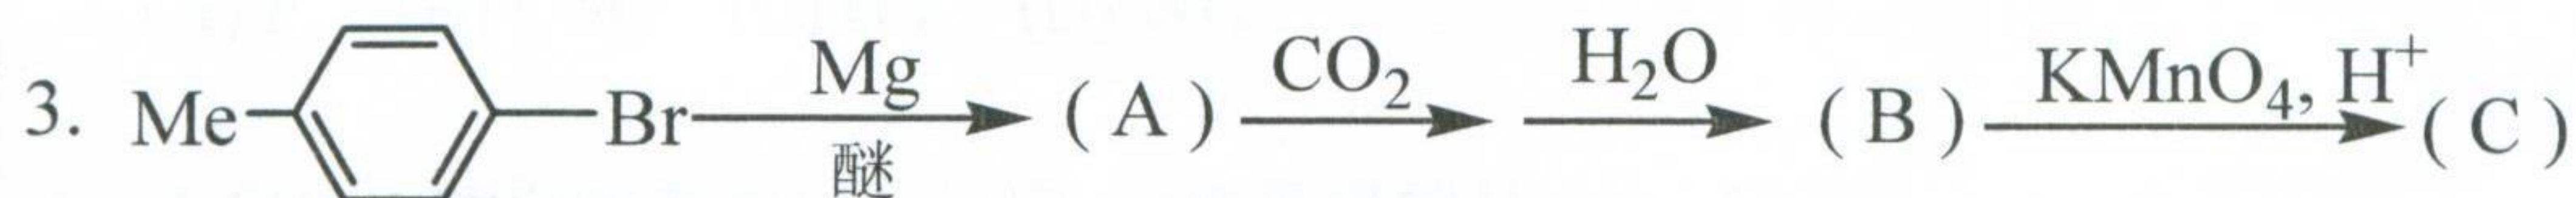 3. Me Br Mg 醚 ( A ) CO₂ H₂O ( B ) KMnO₄, H⁺ ( C )